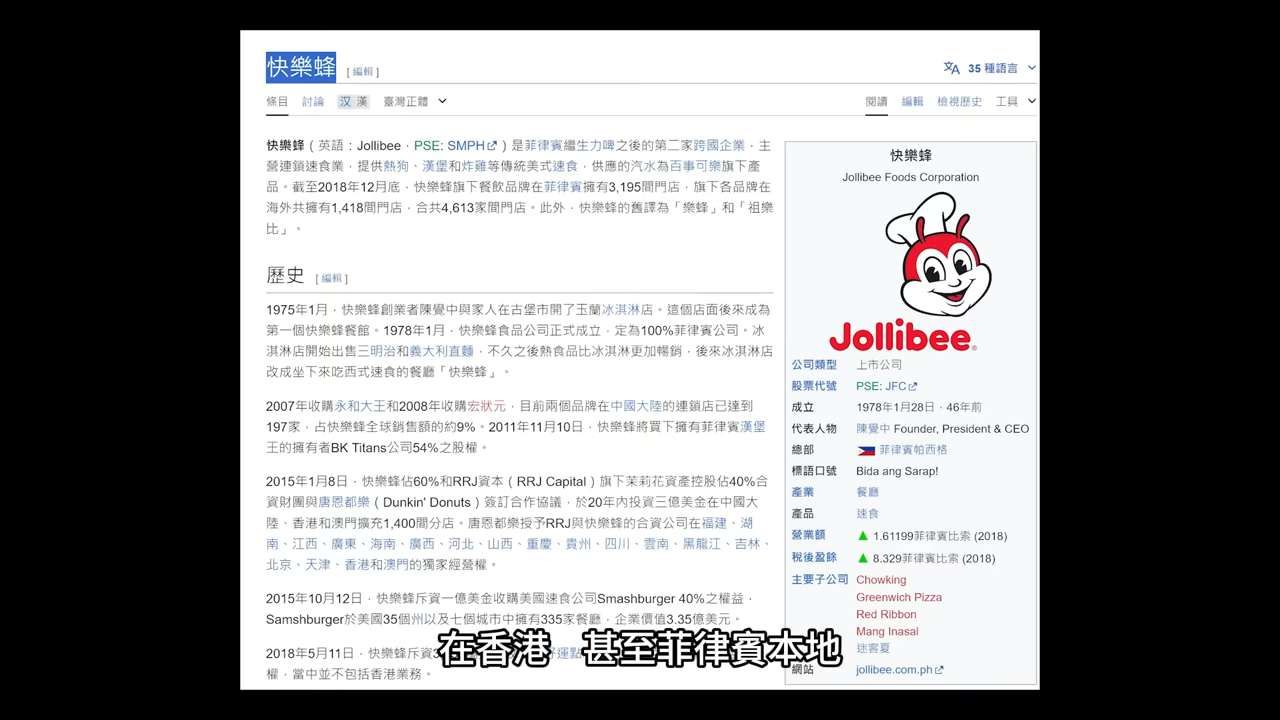 快樂蜂 [ 編輯 ]
35 種語言
條目 討論 汉 漢 臺灣正體
閱讀 編輯 檢視歷史 工具
快樂蜂（英語：Jollibee，PSE: SMPH）是菲律賓繼生力啤之後的第二家跨國企業，主
營連鎖速食業，提供熱狗、漢堡和炸雞等傳統美式速食，供應的汽水為百事可樂旗下產
品。截至2018年12月底，快樂蜂旗下餐飲品牌在菲律賓擁有3,195間門店，旗下各品牌在
海外共擁有1,418間門店，合共4,613家間門店。此外，快樂蜂的舊譯為「樂蜂」和「祖樂
比」。
歷史 [ 編輯 ]
1975年1月，快樂蜂創業者陳覺中與家人在古堡市開了玉蘭冰淇淋店。這個店面後來成為
第一個快樂蜂餐館。1978年1月，快樂蜂食品公司正式成立，定為100%菲律賓公司。冰
淇淋店開始出售三明治和義大利直麵，不久之後熱食品比冰淇淋更加暢銷，後來冰淇淋店
改成坐下來吃西式速食的餐廳「快樂蜂」。
2007年收購永和大王和2008年收購宏狀元，目前兩個品牌在中國大陸的連鎖店已達到
197家，占快樂蜂全球銷售額的約9%。2011年11月10日，快樂蜂將買下擁有菲律賓漢堡
王的擁有者BK Titans公司54%之股權。
2015年1月8日，快樂蜂佔60%和RRJ資本（RRJ Capital）旗下茉莉花資產控股佔40%合
資財團與唐恩都樂（Dunkin' Donuts）簽訂合作協議，於20年內投資三億美金在中國大
陸、香港和澳門擴充1,400間分店。唐恩都樂授予RRJ與快樂蜂的合資公司在福建、湖
南、江西、廣東、海南、廣西、河北、山西、重慶、貴州、四川、雲南、黑龍江、吉林、
北京、天津、香港和澳門的獨家經營權。
2015年10月12日，快樂蜂斥資一億美金收購美國速食公司Smashburger 40%之權益，
Samshburger於美國35個州以及七個城市中擁有335家餐廳，企業價值3.35億美元。
2018年5月11日，快樂蜂斥資3 好運點
權，當中並不包括香港業務。
快樂蜂
Jollibee Foods Corporation
Jollibee®
公司類型 上市公司
股票代號 PSE: JFC
成立 1978年1月28日，46年前
代表人物 陳覺中 Founder, President & CEO
總部 菲律賓帕西格
標語口號 Bida ang Sarap!
產業 餐廳
產品 速食
營業額 ▲ 1.61199菲律賓比索 (2018)
稅後盈餘 ▲ 8.329菲律賓比索 (2018)
主要子公司 Chowking
Greenwich Pizza
Red Ribbon
Mang Inasal
迷客夏
網站 jollibee.com.ph
在香港 甚至菲律賓本地